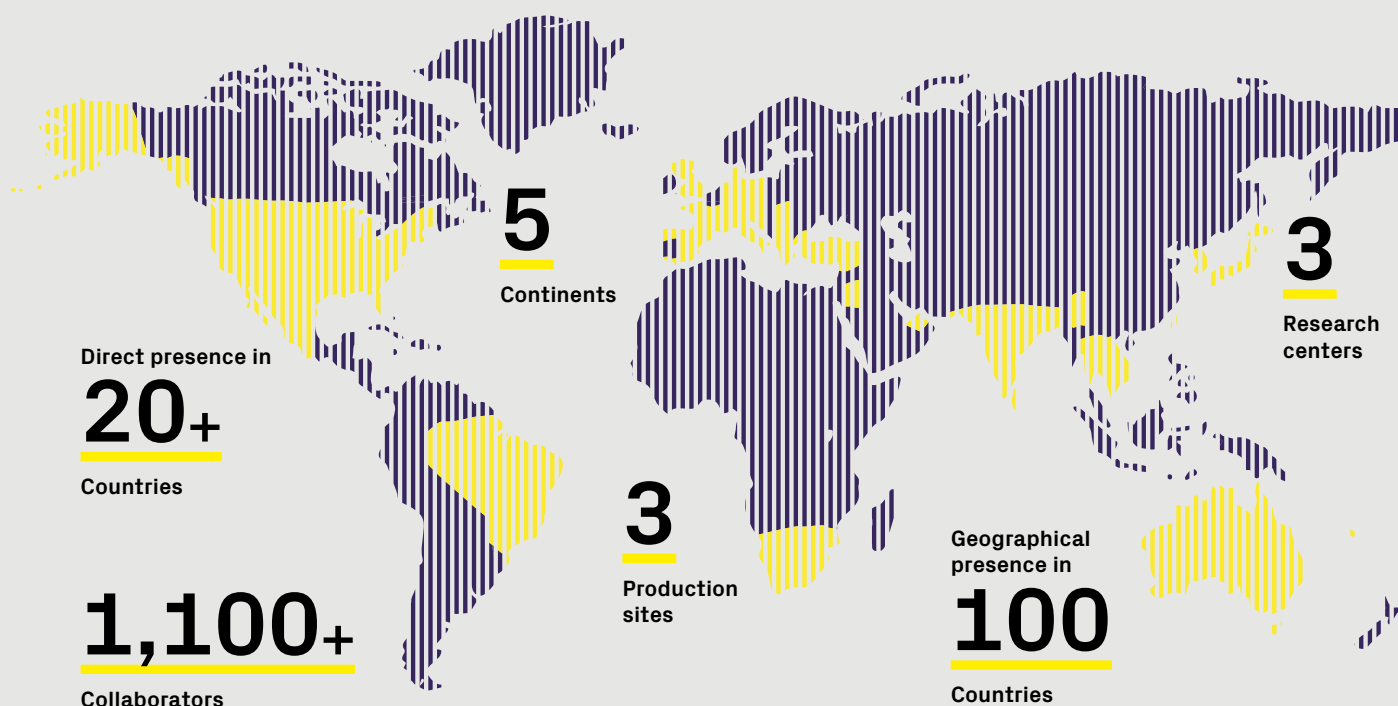 5
Continents
3
Research
centers
Direct presence in
20+
Countries
3
Production
sites
Geographical
presence in
100
Countries
1,100+
Collaborators